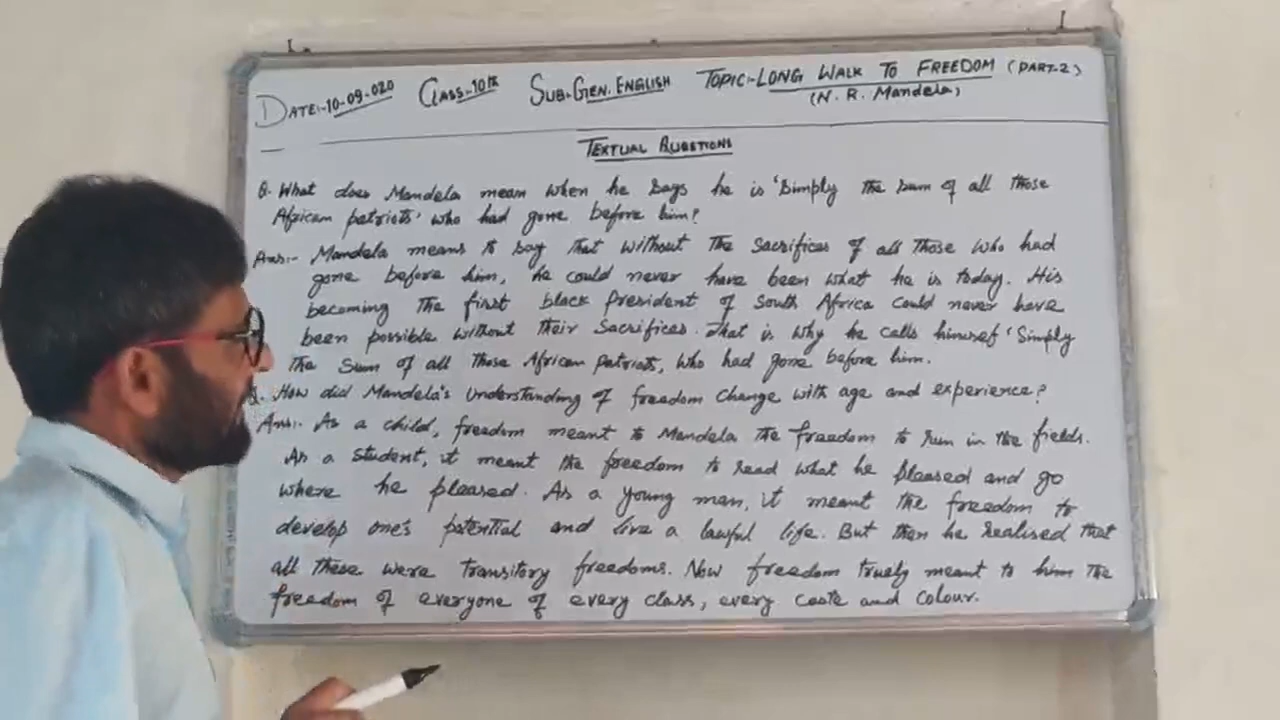 DATE:-10-09-020 CLASS-10th SUB-GEN.ENGLISH TOPIC-LONG WALK TO FREEDOM (PART-2)
(N. R. Mandela)
TEXTUAL QUESTIONS
Q. What does Mandela mean when he says he is 'Simply the sum of all those
African patriots' who had gone before him?
Ans:- Mandela means to say that without the sacrifices of all those who had
gone before him, he could never have been what he is today. His
becoming the first black president of South Africa could never have
been possible without their sacrifices. That is why he calls himself 'Simply
the sum of all those African patriots, who had gone before him.
Q. How did Mandela's understanding of freedom change with age and experience?
Ans:. As a child, freedom meant to Mandela the freedom to run in the fields.
As a student, it meant the freedom to read what he pleased and go
where he pleased. As a young man, it meant the freedom to
develop one's potential and live a lawful life. But then he realised that
all these were transitory freedoms. Now freedom truely meant to him the
freedom of everyone of every class, every caste and colour.